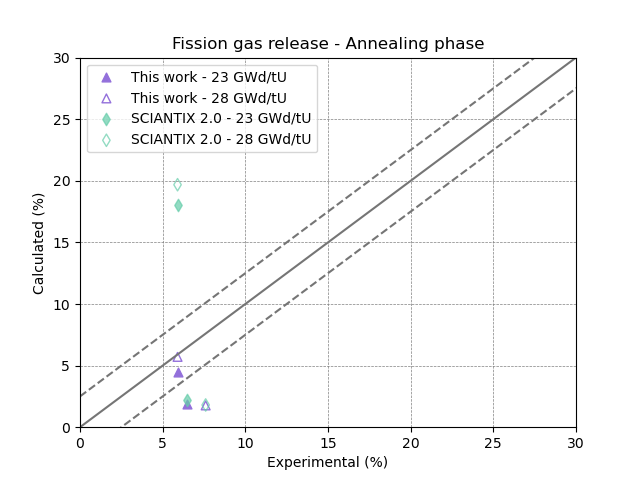 Fission gas release - Annealing phase
This work - 23 GWd/tU
This work - 28 GWd/tU
SCIANTIX 2.0 - 23 GWd/tU
SCIANTIX 2.0 - 28 GWd/tU
30
25
20
15
10
5
0
Calculated (%)
0 5 10 15 20 25 30
Experimental (%)